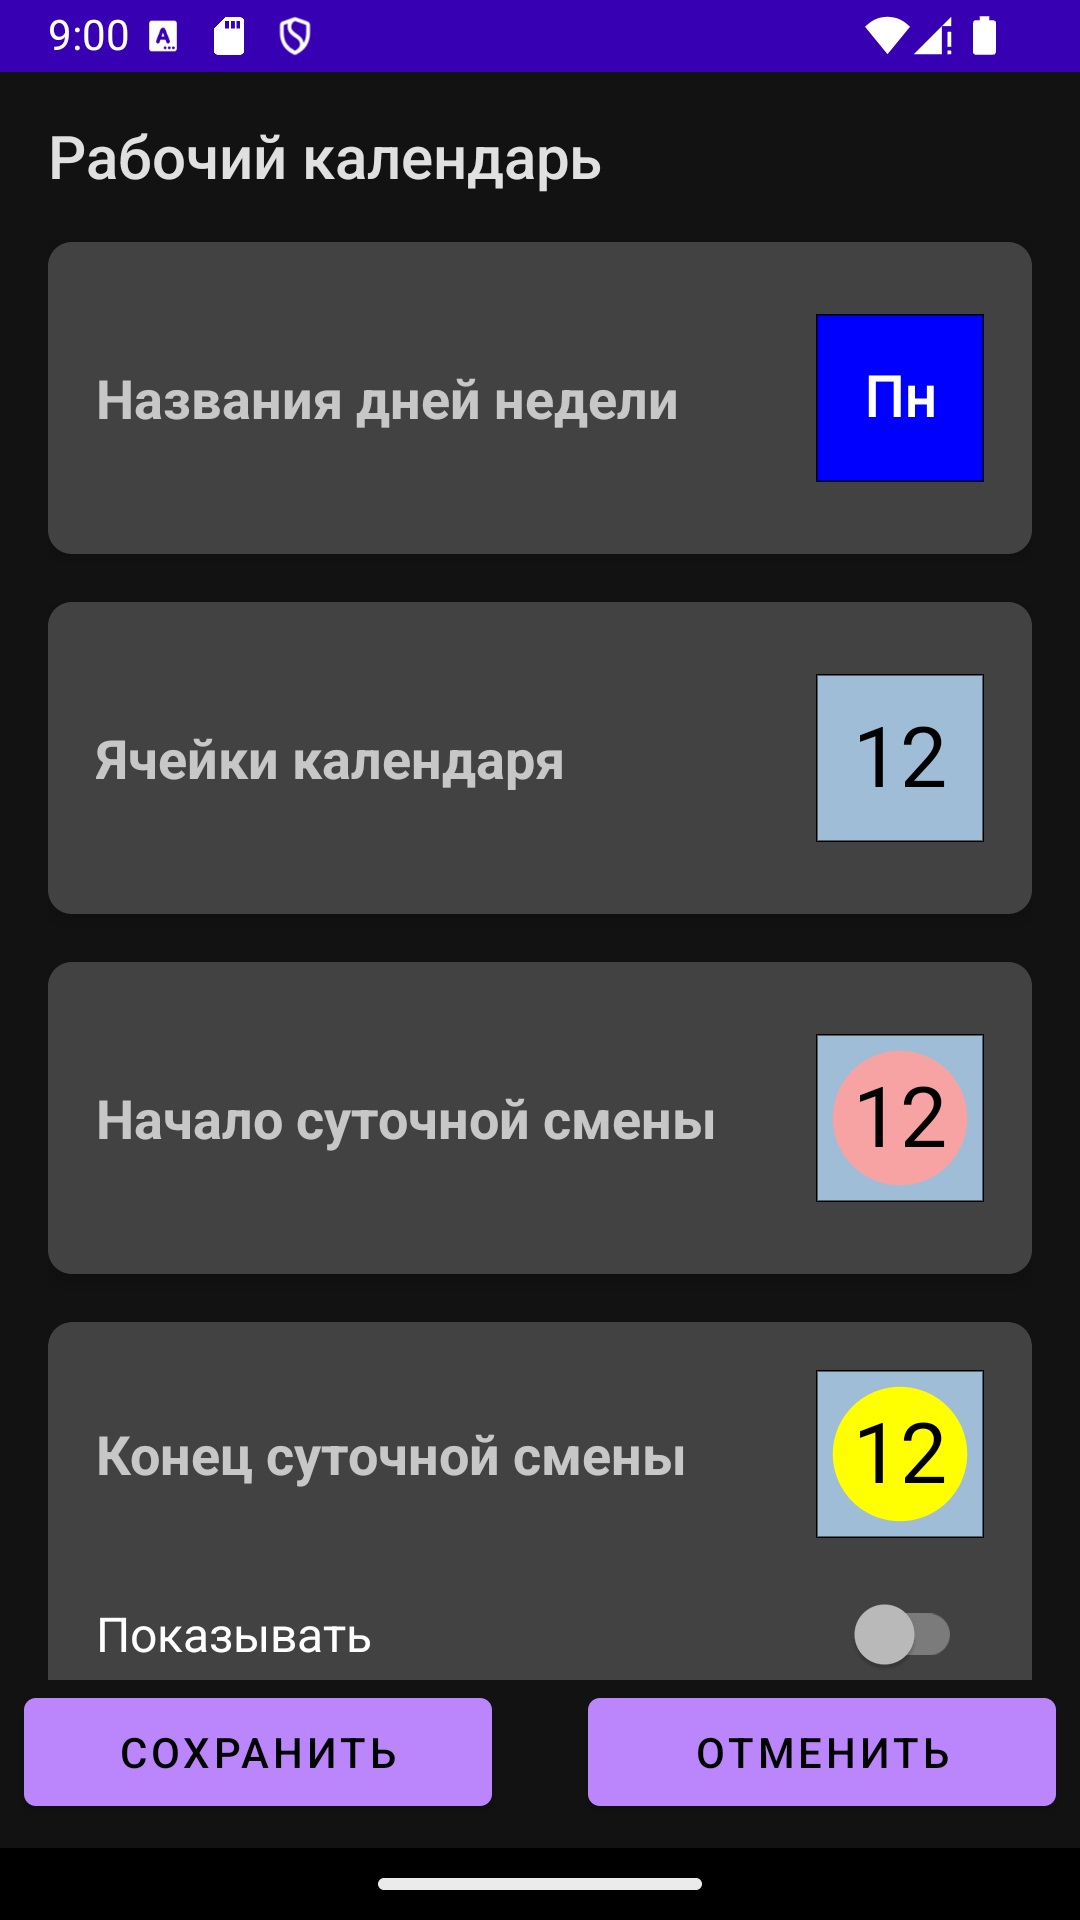 9:00
Рабочий календарь
Названия дней недели
Пн
Ячейки календаря
12
Начало суточной смены
12
Конец суточной смены
12
Показывать
СОХРАНИТЬ
ОТМЕНИТЬ